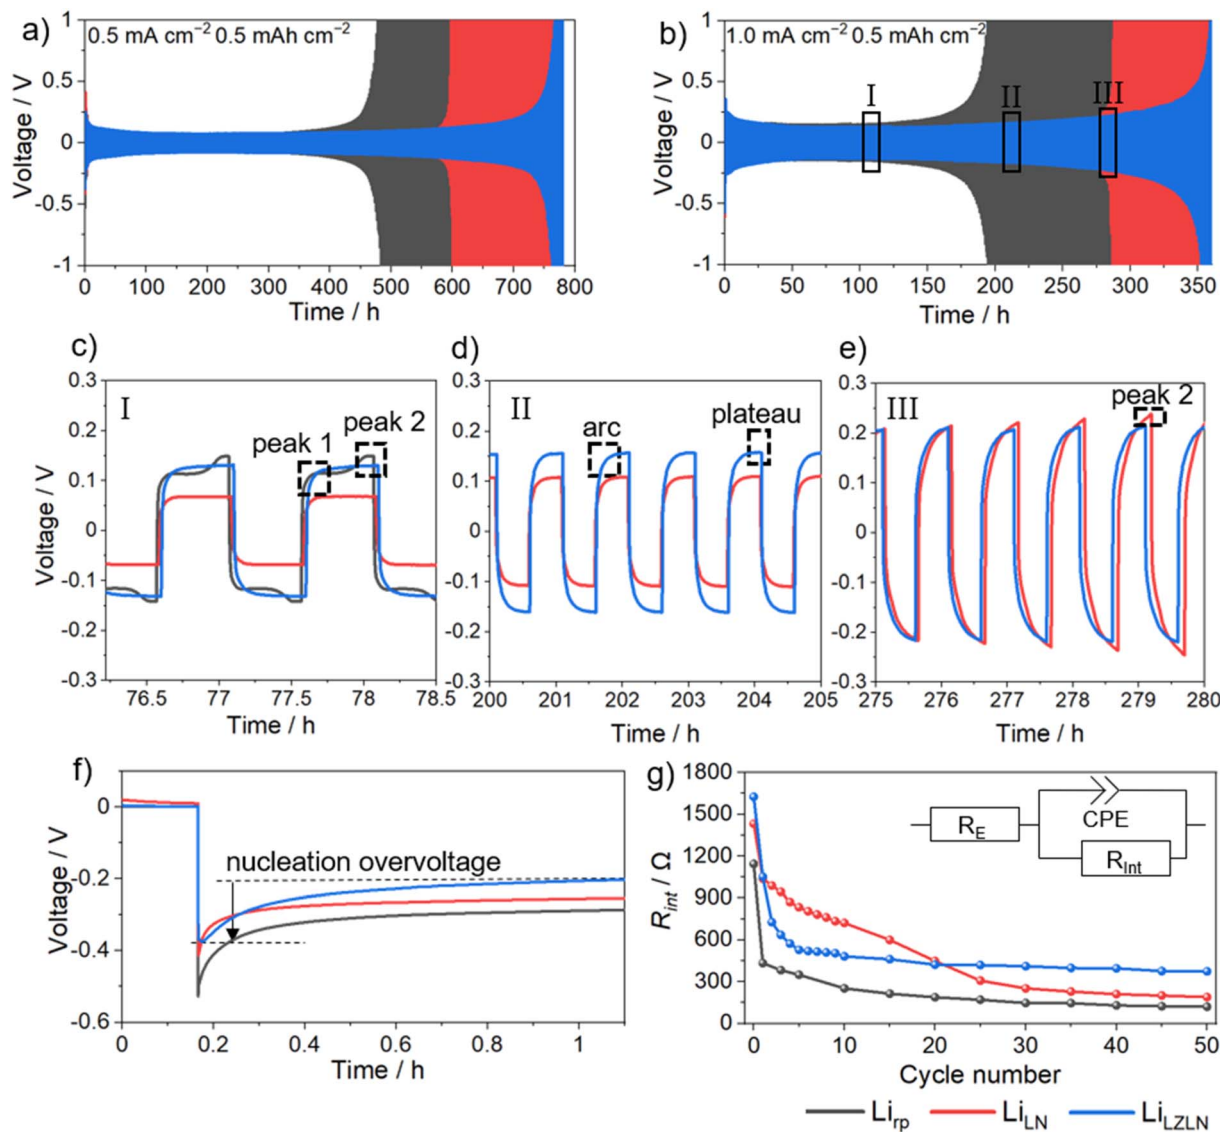 a)
0.5 mA cm⁻² 0.5 mAh cm⁻²
Voltage / V
1
0.5
0
-0.5
-1
0 100 200 300 400 500 600 700 800
Time / h
b)
1.0 mA cm⁻² 0.5 mAh cm⁻²
I
II
III
Voltage / V
1
0.5
0
-0.5
-1
0 50 100 150 200 250 300 350
Time / h
c)
I
peak 1
peak 2
Voltage / V
0.3
0.2
0.1
0
-0.1
-0.2
-0.3
76.5 77 77.5 78 78.5
Time / h
d)
II
arc
plateau
0.3
0.2
0.1
0
-0.1
-0.2
-0.3
200 201 202 203 204 205
Time / h
e)
III
peak 2
0.3
0.2
0.1
0
-0.1
-0.2
-0.3
275 276 277 278 279 280
Time / h
f)
nucleation overvoltage
Voltage / V
0
-0.2
-0.4
-0.6
0 0.2 0.4 0.6 0.8 1
Time / h
g)
R_E
CPE
R_Int
R_int / Ω
1800
1500
1200
900
600
300
0
0 10 20 30 40 50
Cycle number
Li_rp Li_LN Li_LZLN